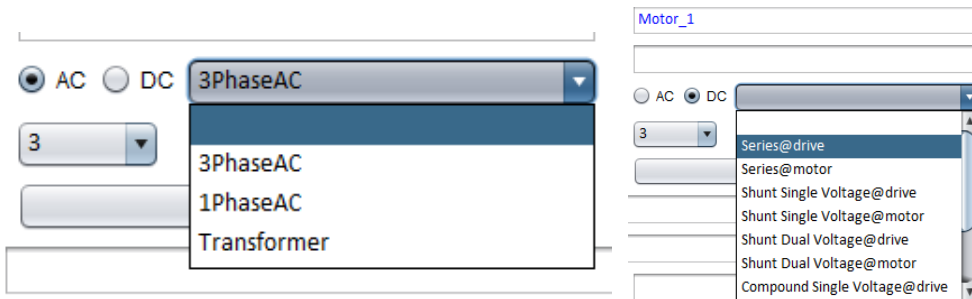 AC DC 3PhaseAC
3
3PhaseAC
1PhaseAC
Transformer
Motor_1
AC DC
3
Series@drive
Series@motor
Shunt Single Voltage@drive
Shunt Single Voltage@motor
Shunt Dual Voltage@drive
Shunt Dual Voltage@motor
Compound Single Voltage@drive